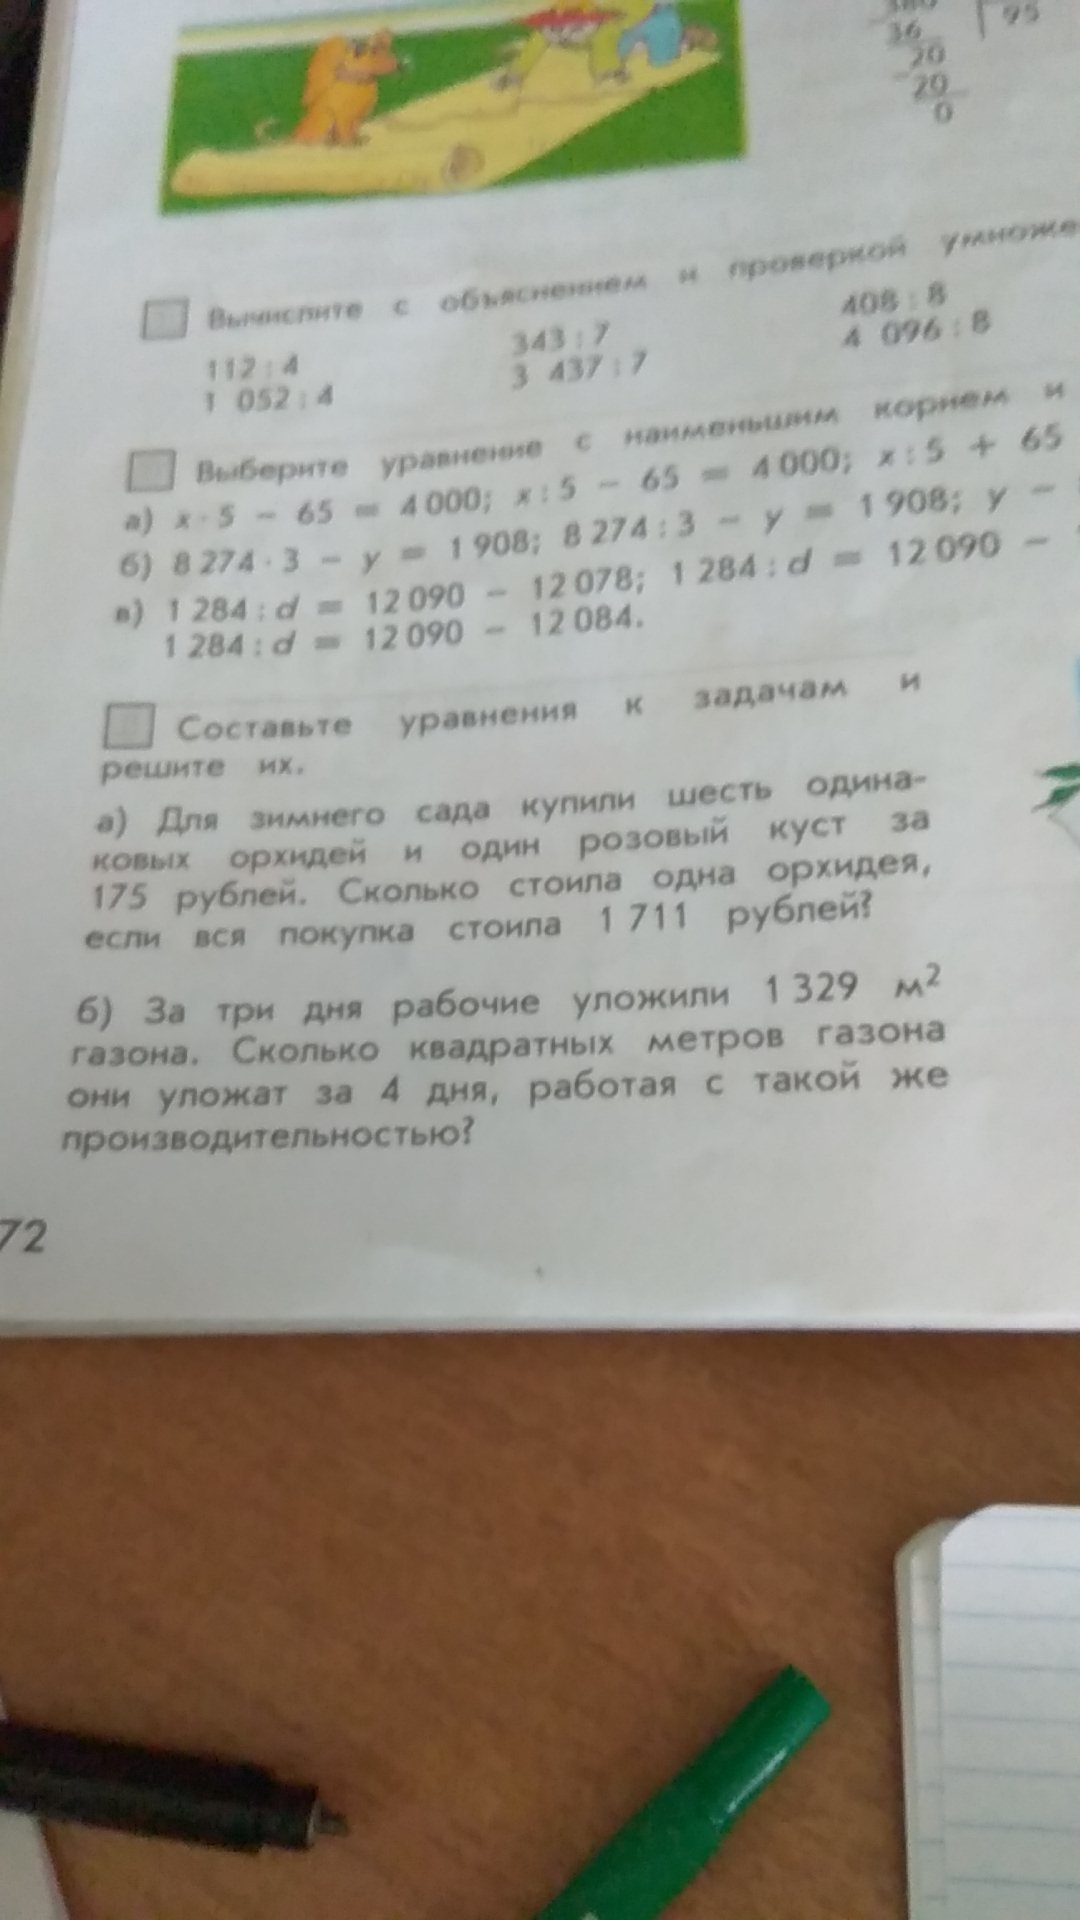 380
95
36
20
20
0
Вычислите с объяснением и проверкой умноже
112 : 4
343 : 7
408 : 8
1 052 : 4
3 437 : 7
4 096 : 8
Выберите уравнение с наименьшим корнем и
а) x · 5 − 65 = 4 000; x : 5 − 65 = 4 000; x : 5 + 65
б) 8 274 · 3 − y = 1 908; 8 274 : 3 − y = 1 908; y −
в) 1 284 : d = 12 090 − 12 078; 1 284 : d = 12 090 −
1 284 : d = 12 090 − 12 084.
Составьте уравнения к задачам и
решите их.
а) Для зимнего сада купили шесть одина-
ковых орхидей и один розовый куст за
175 рублей. Сколько стоила одна орхидея,
если вся покупка стоила 1 711 рублей?
б) За три дня рабочие уложили 1 329 м²
газона. Сколько квадратных метров газона
они уложат за 4 дня, работая с такой же
производительностью?
72